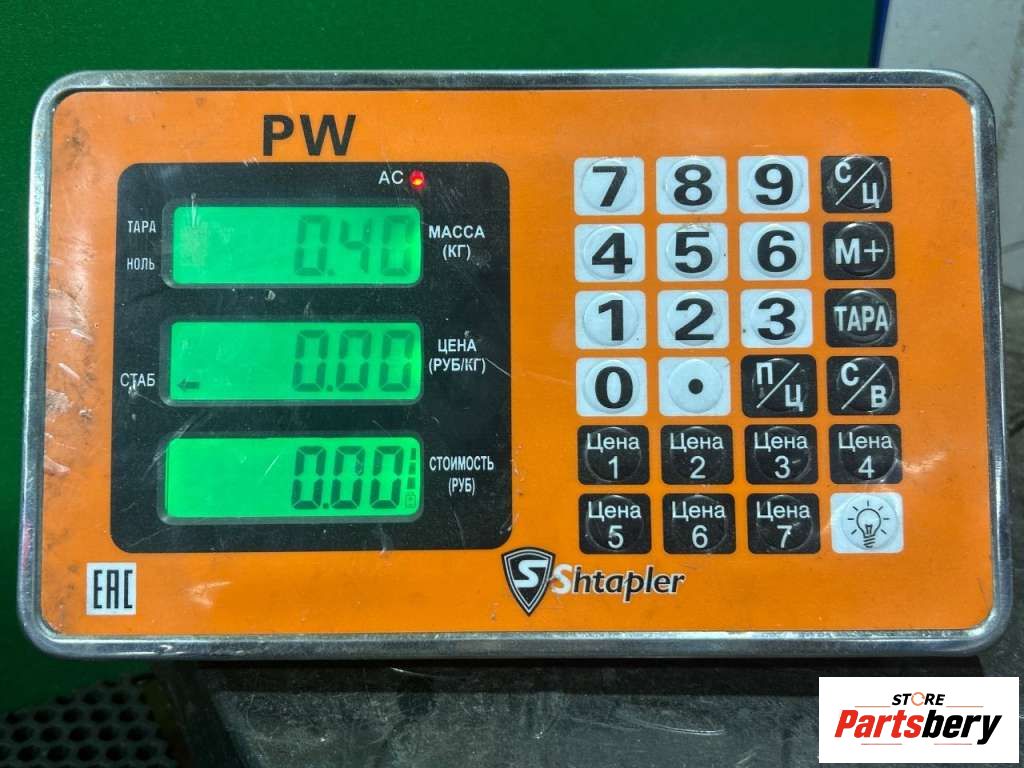 PW
AC
ТАРА
НОЛЬ
0.40
МАССА
(КГ)
СТАБ
0.00
ЦЕНА
(РУБ/КГ)
0.00
СТОИМОСТЬ
(РУБ)
7 8 9 С/Ц
4 5 6 М+
1 2 3 ТАРА
0 . П/Ц С/В
Цена 1 Цена 2 Цена 3 Цена 4
Цена 5 Цена 6 Цена 7
EAC
S Shtapler
STORE
Partsbery